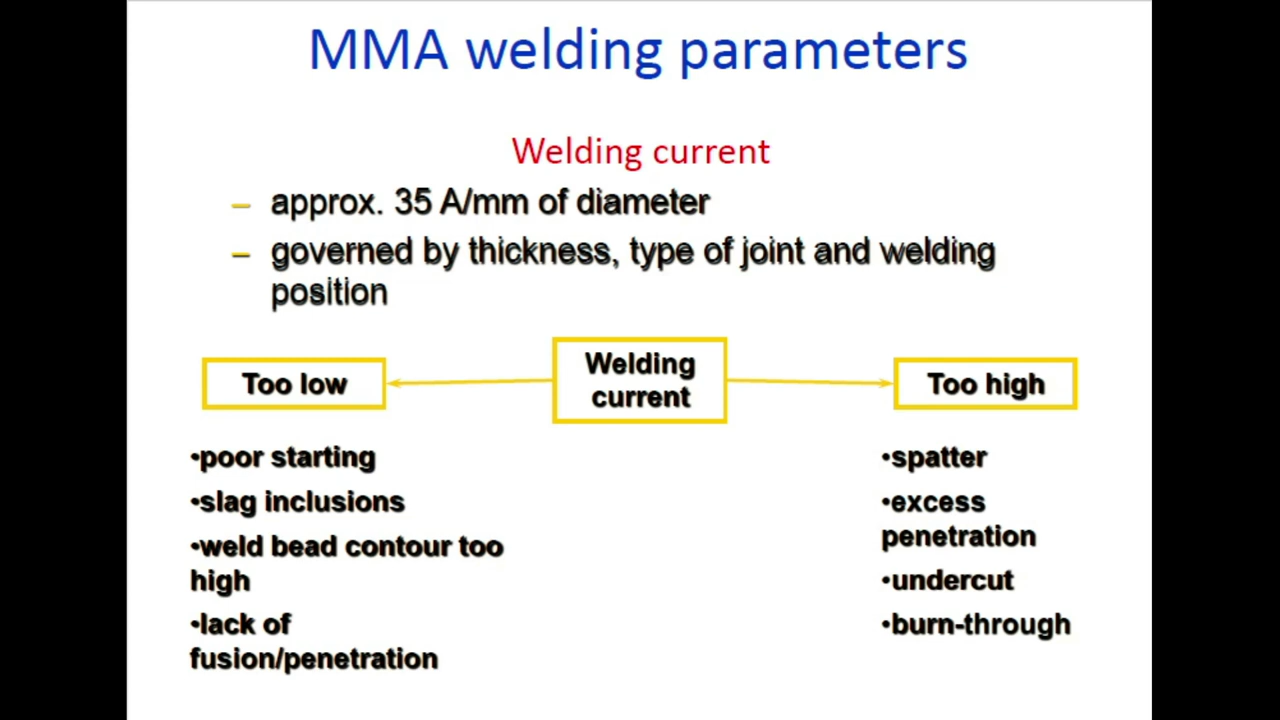 MMA welding parameters
Welding current
– approx. 35 A/mm of diameter
– governed by thickness, type of joint and welding
position
Too low
Welding
current
Too high
•poor starting
•slag inclusions
•weld bead contour too
high
•lack of
fusion/penetration
•spatter
•excess
penetration
•undercut
•burn-through